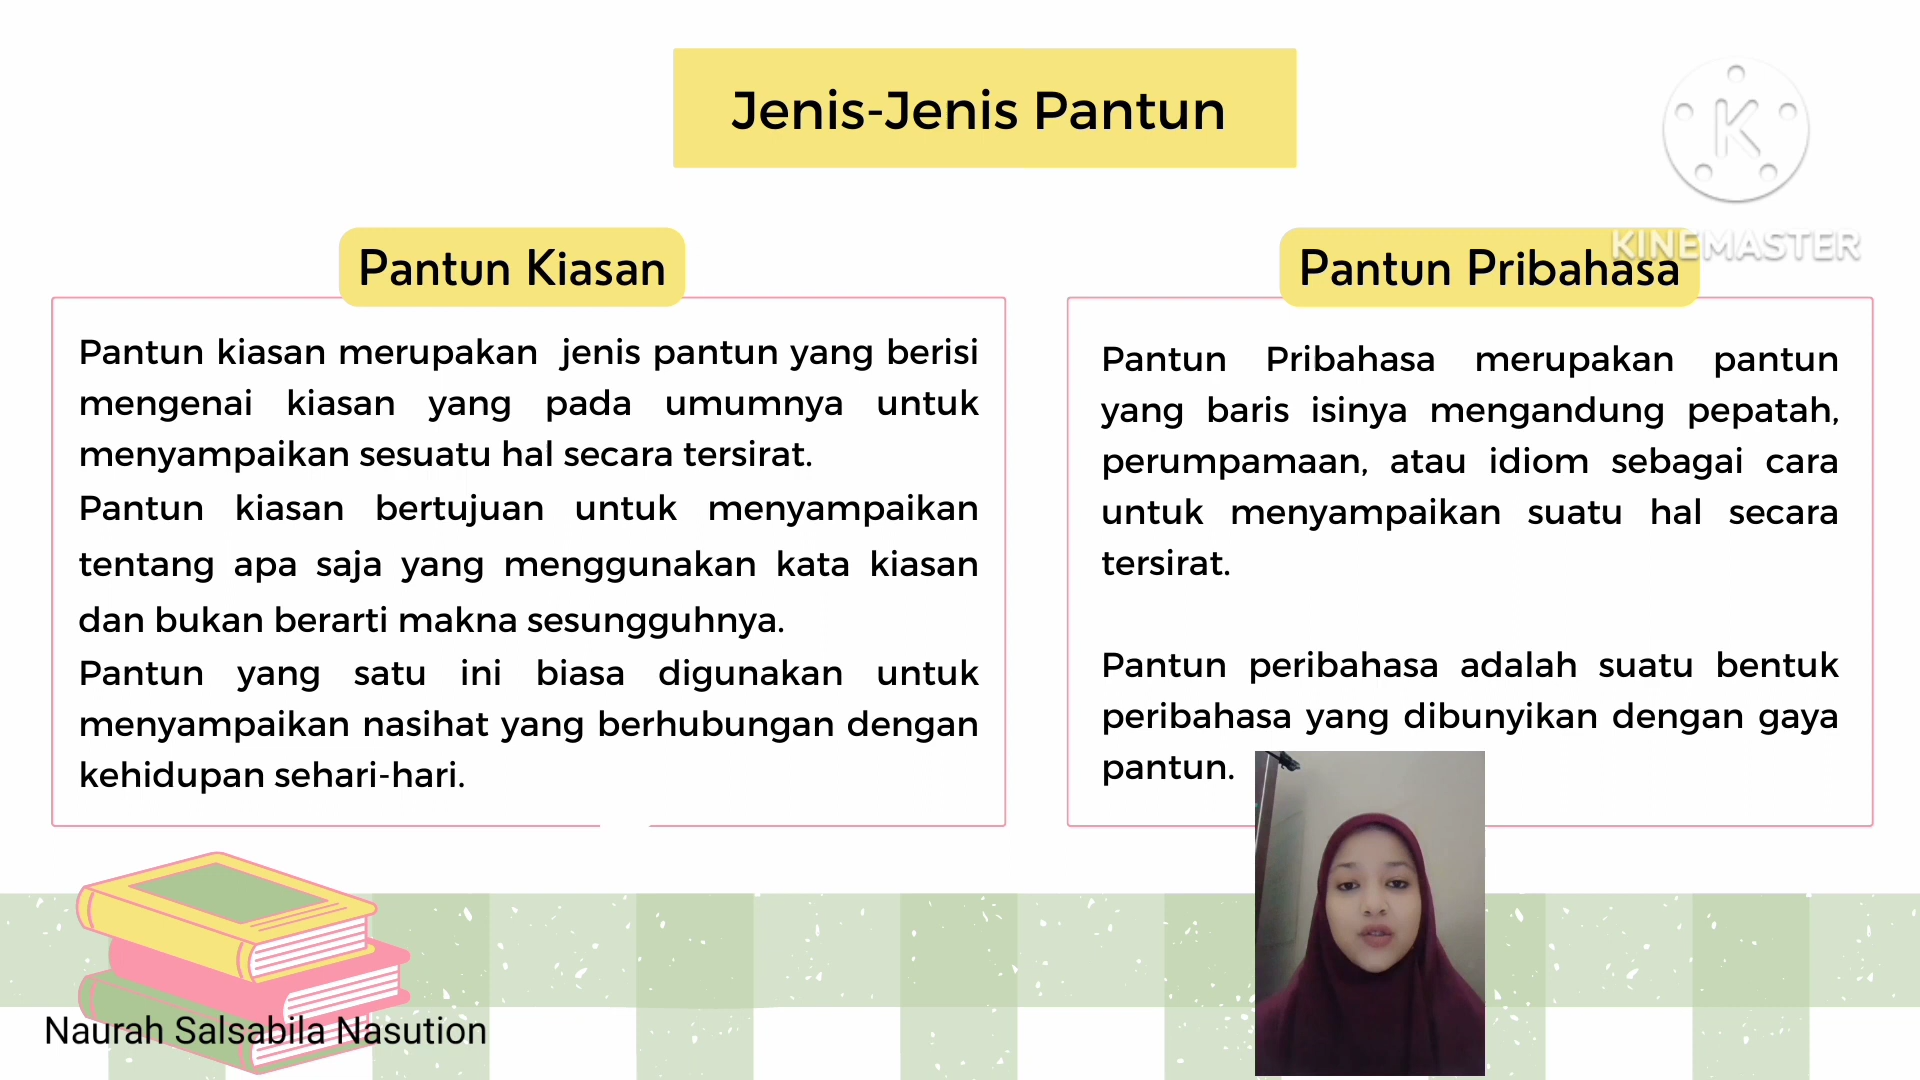 Jenis-Jenis Pantun
K
KINEMASTER
Pantun Kiasan
Pantun kiasan merupakan jenis pantun yang berisi
mengenai kiasan yang pada umumnya untuk
menyampaikan sesuatu hal secara tersirat.
Pantun kiasan bertujuan untuk menyampaikan
tentang apa saja yang menggunakan kata kiasan
dan bukan berarti makna sesungguhnya.
Pantun yang satu ini biasa digunakan untuk
menyampaikan nasihat yang berhubungan dengan
kehidupan sehari-hari.
Pantun Pribahasa
Pantun Pribahasa merupakan pantun
yang baris isinya mengandung pepatah,
perumpamaan, atau idiom sebagai cara
untuk menyampaikan suatu hal secara
tersirat.
Pantun peribahasa adalah suatu bentuk
peribahasa yang dibunyikan dengan gaya
pantun.
Naurah Salsabila Nasution